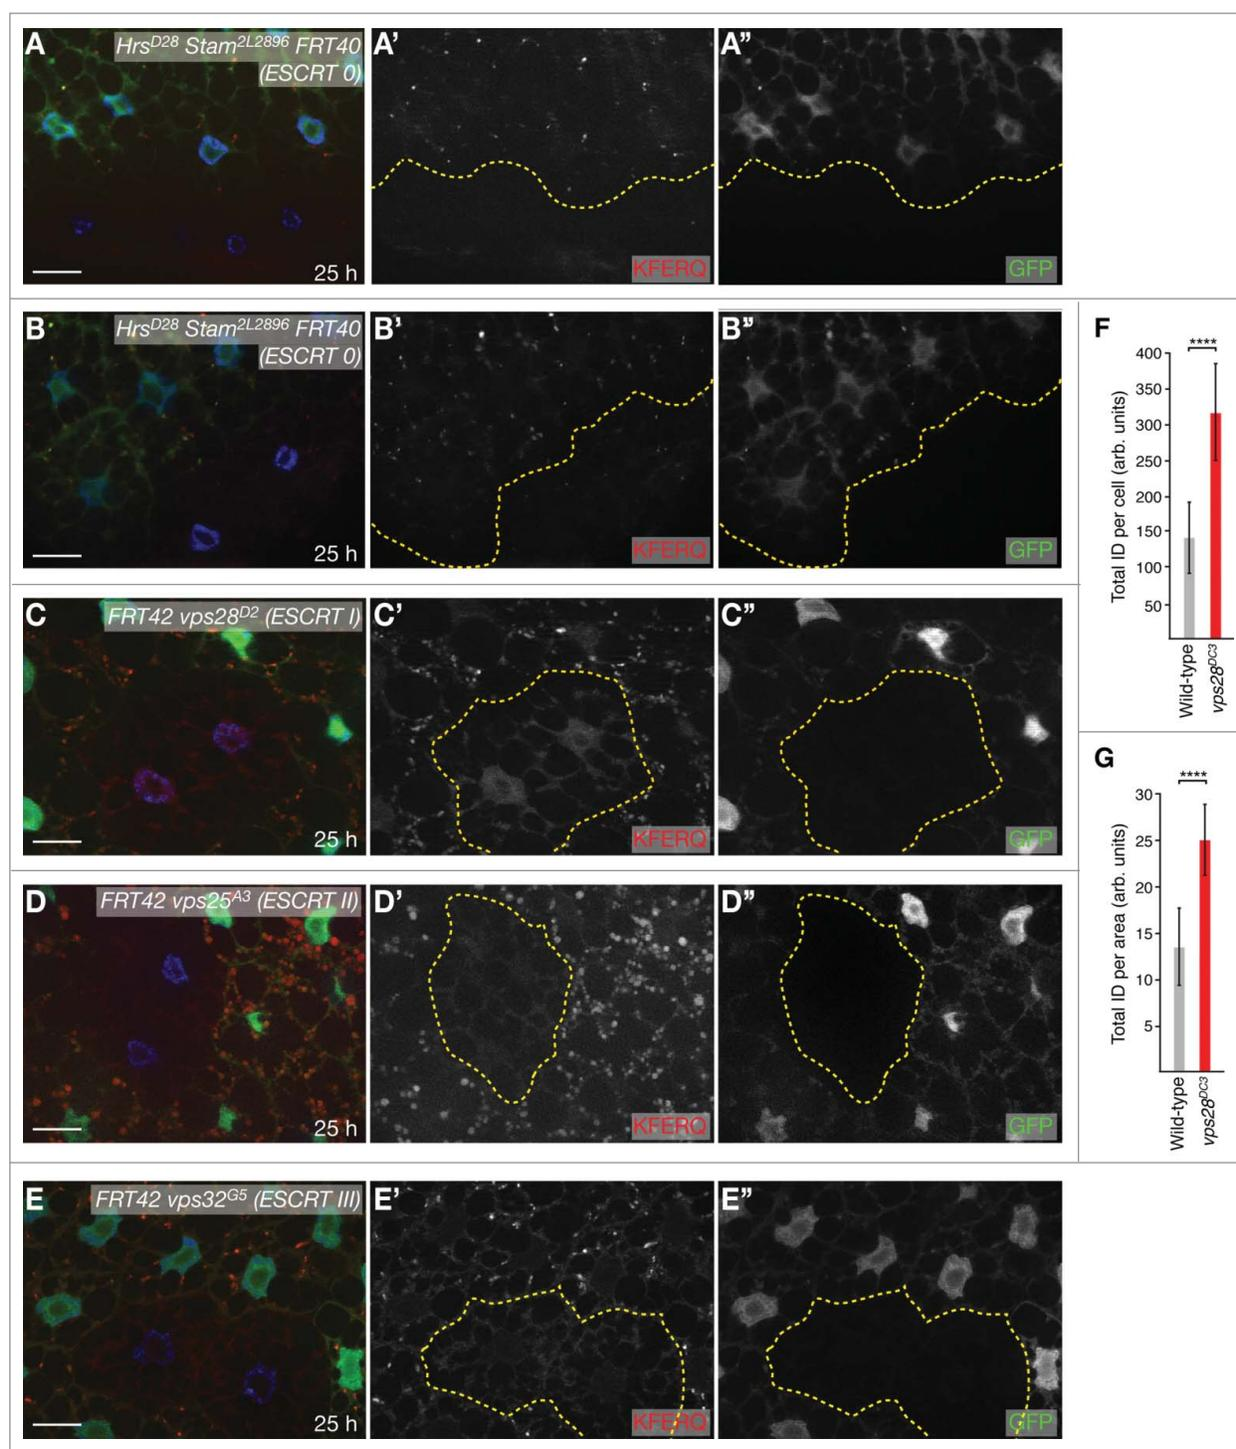 A
Hrs^D28 Stam^2L2896 FRT40
(ESCRT 0)
25 h
A'
KFERQ
A''
GFP
B
Hrs^D28 Stam^2L2896 FRT40
(ESCRT 0)
25 h
B'
KFERQ
B''
GFP
C
FRT42 vps28^D2 (ESCRT I)
25 h
C'
KFERQ
C''
GFP
D
FRT42 vps25^A3 (ESCRT II)
25 h
D'
KFERQ
D''
GFP
E
FRT42 vps32^G5 (ESCRT III)
25 h
E'
KFERQ
E''
GFP
F
Total ID per cell (arb. units)
400
350
300
250
200
150
100
50
****
Wild-type
vps28^DC3
G
Total ID per area (arb. units)
30
25
20
15
10
5
****
Wild-type
vps28^DC3